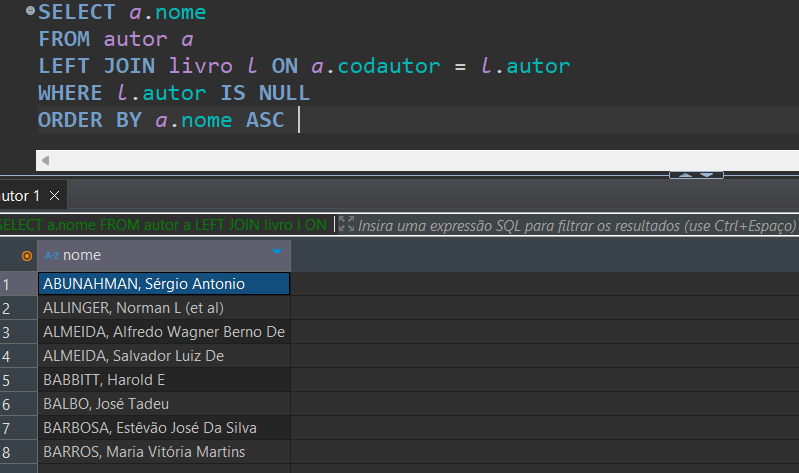 SELECT a.nome
FROM autor a
LEFT JOIN livro l ON a.codautor = l.autor
WHERE l.autor IS NULL
ORDER BY a.nome ASC
utor 1
SELECT a.nome FROM autor a LEFT JOIN livro l ON Insira uma expressão SQL para filtrar os resultados (use Ctrl+Espaço)
A-Z nome
1 ABUNAHMAN, Sérgio Antonio
2 ALLINGER, Norman L (et al)
3 ALMEIDA, Alfredo Wagner Berno De
4 ALMEIDA, Salvador Luiz De
5 BABBITT, Harold E
6 BALBO, José Tadeu
7 BARBOSA, Estêvão José Da Silva
8 BARROS, Maria Vitória Martins